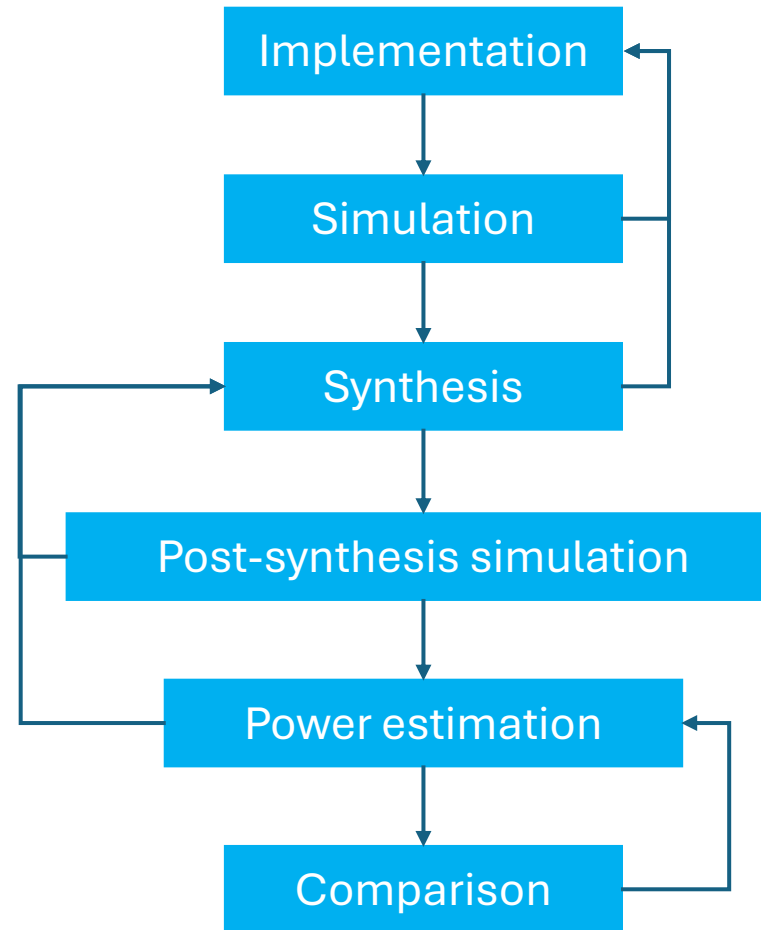 Implementation
Simulation
Synthesis
Post-synthesis simulation
Power estimation
Comparison